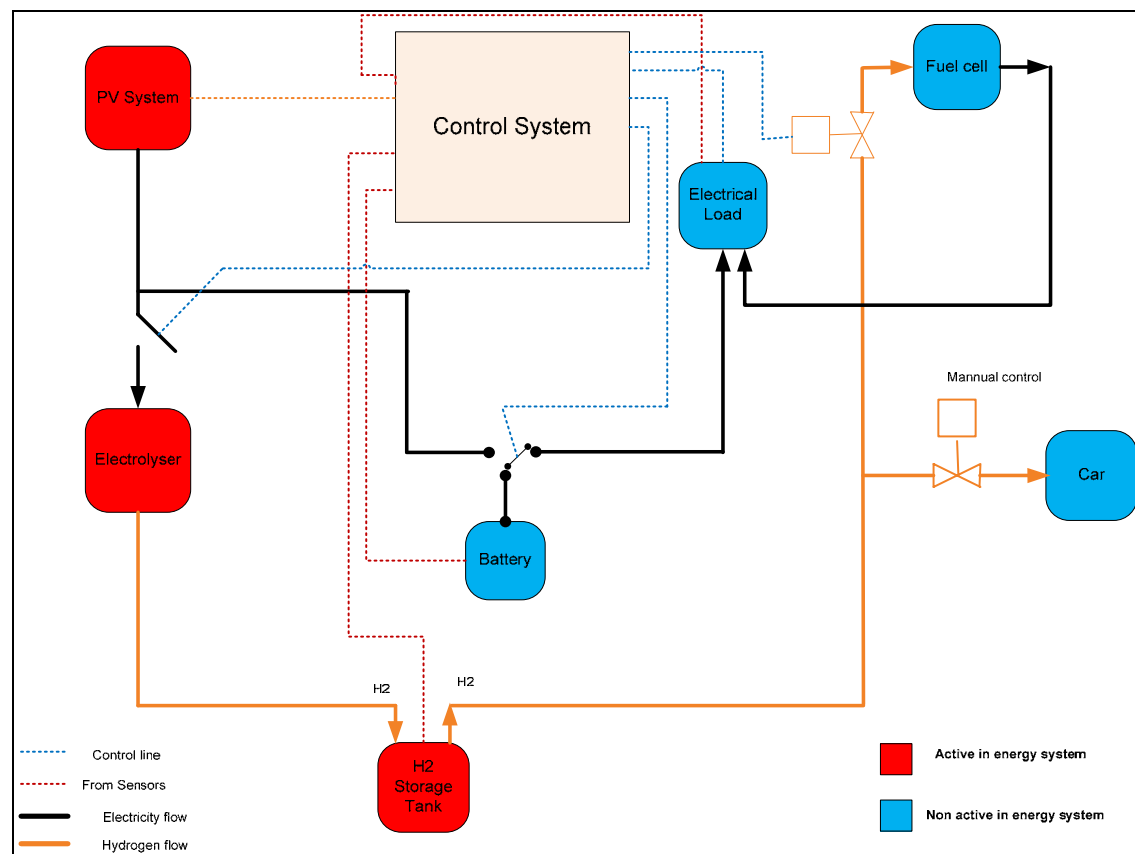 PV System
Control System
Fuel cell
Electrical
Load
Mannual control
Electrolyser
Car
Battery
H2
H2
H2
Storage
Tank
Control line
From Sensors
Electricity flow
Hydrogen flow
Active in energy system
Non active in energy system